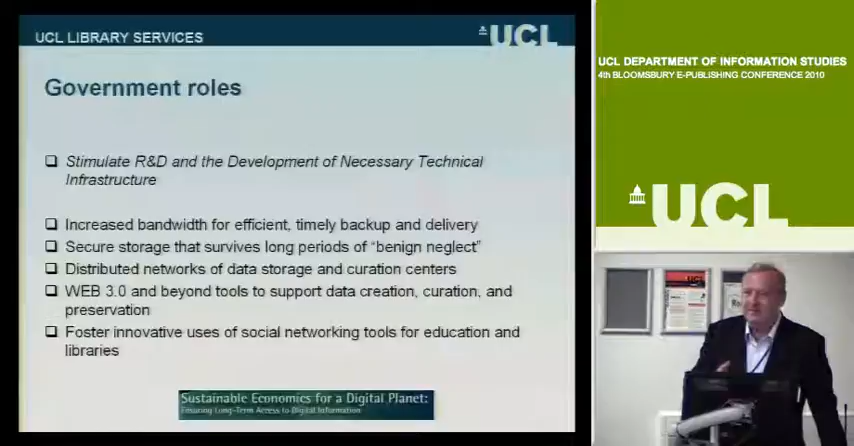 UCL LIBRARY SERVICES
UCL
Government roles
Stimulate R&D and the Development of Necessary Technical
Infrastructure
Increased bandwidth for efficient, timely backup and delivery
Secure storage that survives long periods of “benign neglect”
Distributed networks of data storage and curation centers
WEB 3.0 and beyond tools to support data creation, curation, and
preservation
Foster innovative uses of social networking tools for education and
libraries
Sustainable Economics for a Digital Planet:
Ensuring Long-Term Access to Digital Information
UCL DEPARTMENT OF INFORMATION STUDIES
4th BLOOMSBURY E-PUBLISHING CONFERENCE 2010
UCL